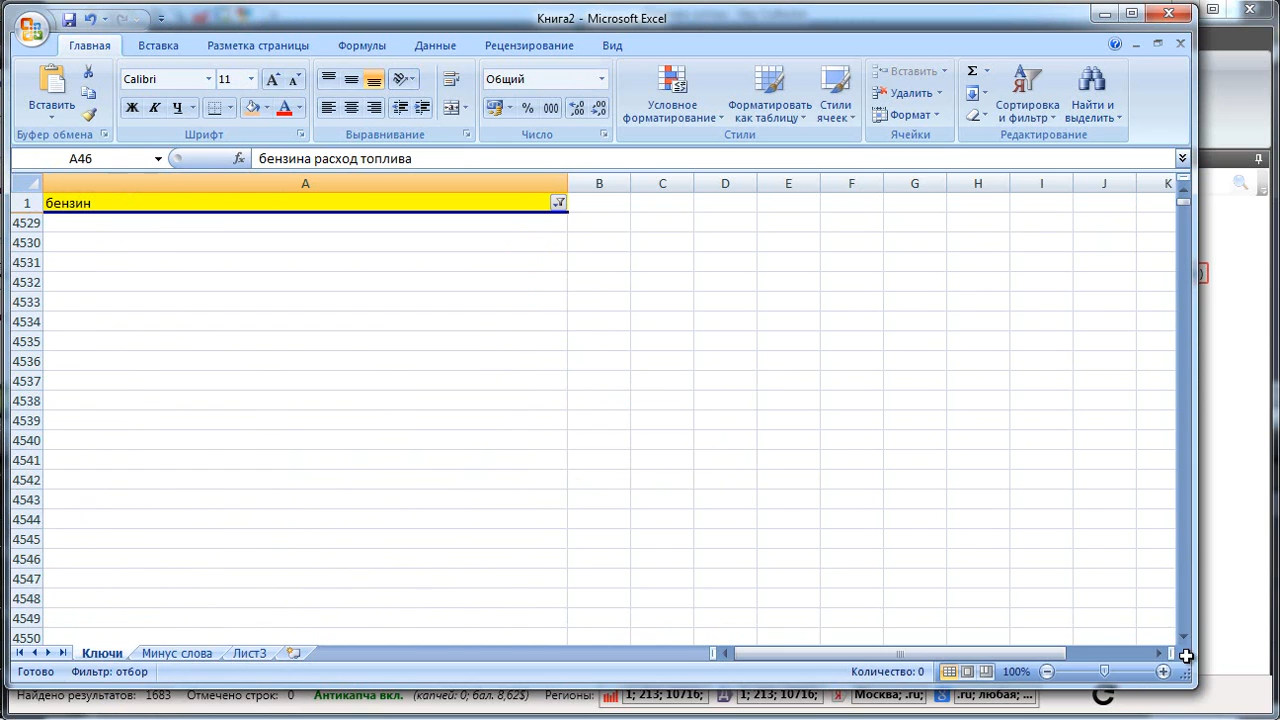 Книга2 - Microsoft Excel
Главная Вставка Разметка страницы Формулы Данные Рецензирование Вид
Вставить
Буфер обмена
Calibri 11
Ж К Ч
Шрифт
Выравнивание
Общий
% 000
Число
Условное форматирование
Форматировать как таблицу
Стили ячеек
Стили
Вставить
Удалить
Формат
Ячейки
Σ
Сортировка и фильтр
Найти и выделить
Редактирование
A46 fx бензина расход топлива
A B C D E F G H I J K
1 бензин
4529
4530
4531
4532
4533
4534
4535
4536
4537
4538
4539
4540
4541
4542
4543
4544
4545
4546
4547
4548
4549
4550
Ключи Минус слова Лист3
Готово Фильтр: отбор Количество: 0 100%
Найдено результатов: 1683 Отмечено строк: 0 Антикапча вкл. (капчей: 0; бал. 8,62$) Регионы: 1; 213; 10716; 1; 213; 10716; Москва; .ru; .ru; любая; ...